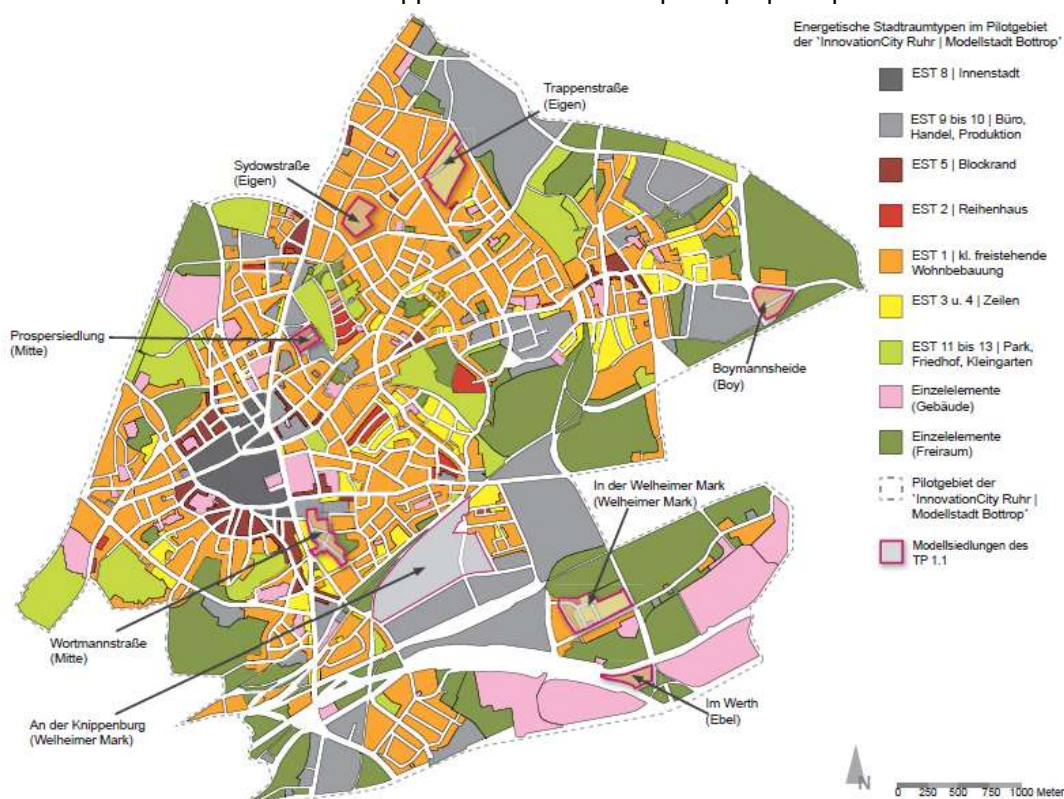 Energetische Stadtraumtypen im Pilotgebiet
der "InnovationCity Ruhr | Modellstadt Bottrop"
EST 8 | Innenstadt
EST 9 bis 10 | Büro,
Handel, Produktion
EST 5 | Blockrand
EST 2 | Reihenhaus
EST 1 | kl. freistehende
Wohnbebauung
EST 3 u. 4 | Zeilen
EST 11 bis 13 | Park,
Friedhof, Kleingarten
Einzelelemente
(Gebäude)
Einzelelemente
(Freiraum)
Pilotgebiet der
"InnovationCity Ruhr |
Modellstadt Bottrop"
Modellsiedlungen des
TP 1.1
Trappenstraße
(Eigen)
Sydowstraße
(Eigen)
Prospersiedlung
(Mitte)
Boymannsheide
(Boy)
In der Welheimer Mark
(Welheimer Mark)
Wortmannstraße
(Mitte)
An der Knippenburg
(Welheimer Mark)
Im Werth
(Ebel)
N
0 250 500 750 1000 Meter